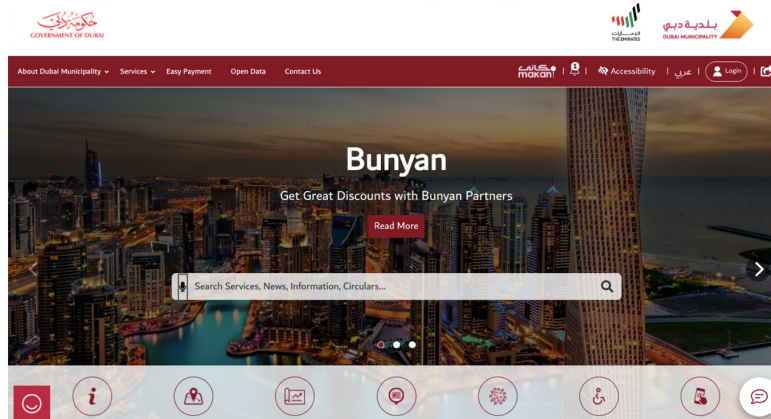 حكومة دبي
GOVERNMENT OF DUBAI
الإمارات
THE EMIRATES
بلدية دبي
DUBAI MUNICIPALITY
About Dubai Municipality Services Easy Payment Open Data Contact Us
مكاني
makani
1
Accessibility
عربي
Login
Bunyan
Get Great Discounts with Bunyan Partners
Read More
Search Services, News, Information, Circulars...